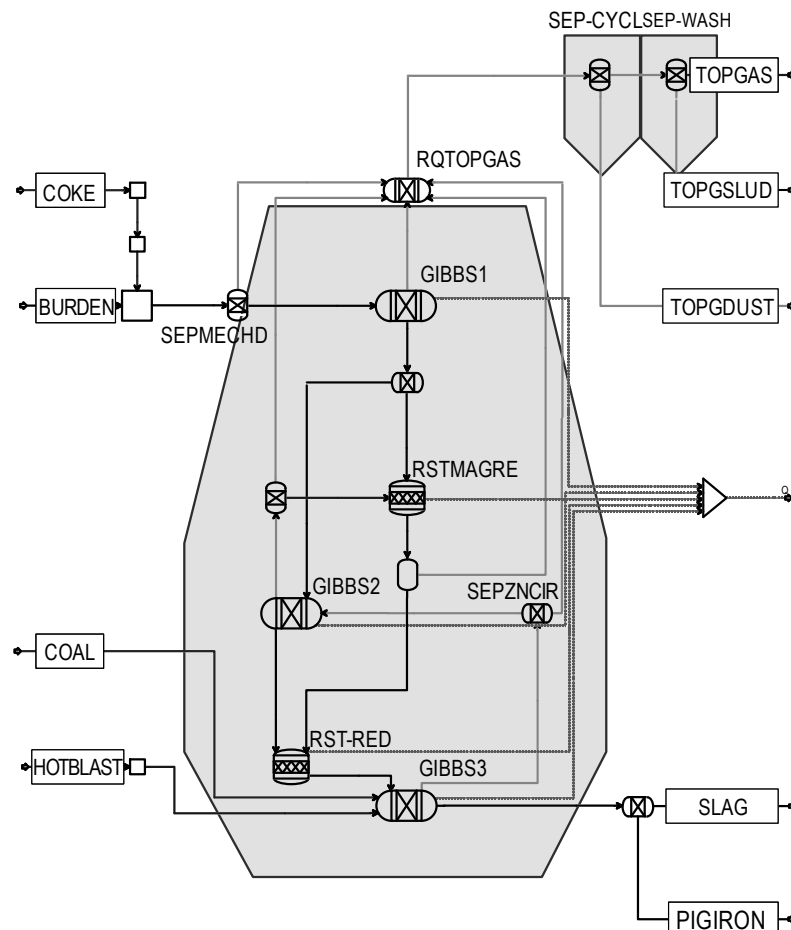 SEP-CYCL SEP-WASH
TOPGAS
RQTOPGAS
COKE
TOPGSLUD
GIBBS1
BURDEN
TOPGDUST
SEPMECHD
RSTMAGRE
Q
GIBBS2
SEPZNCIR
COAL
RST-RED
HOTBLAST
GIBBS3
SLAG
PIGIRON